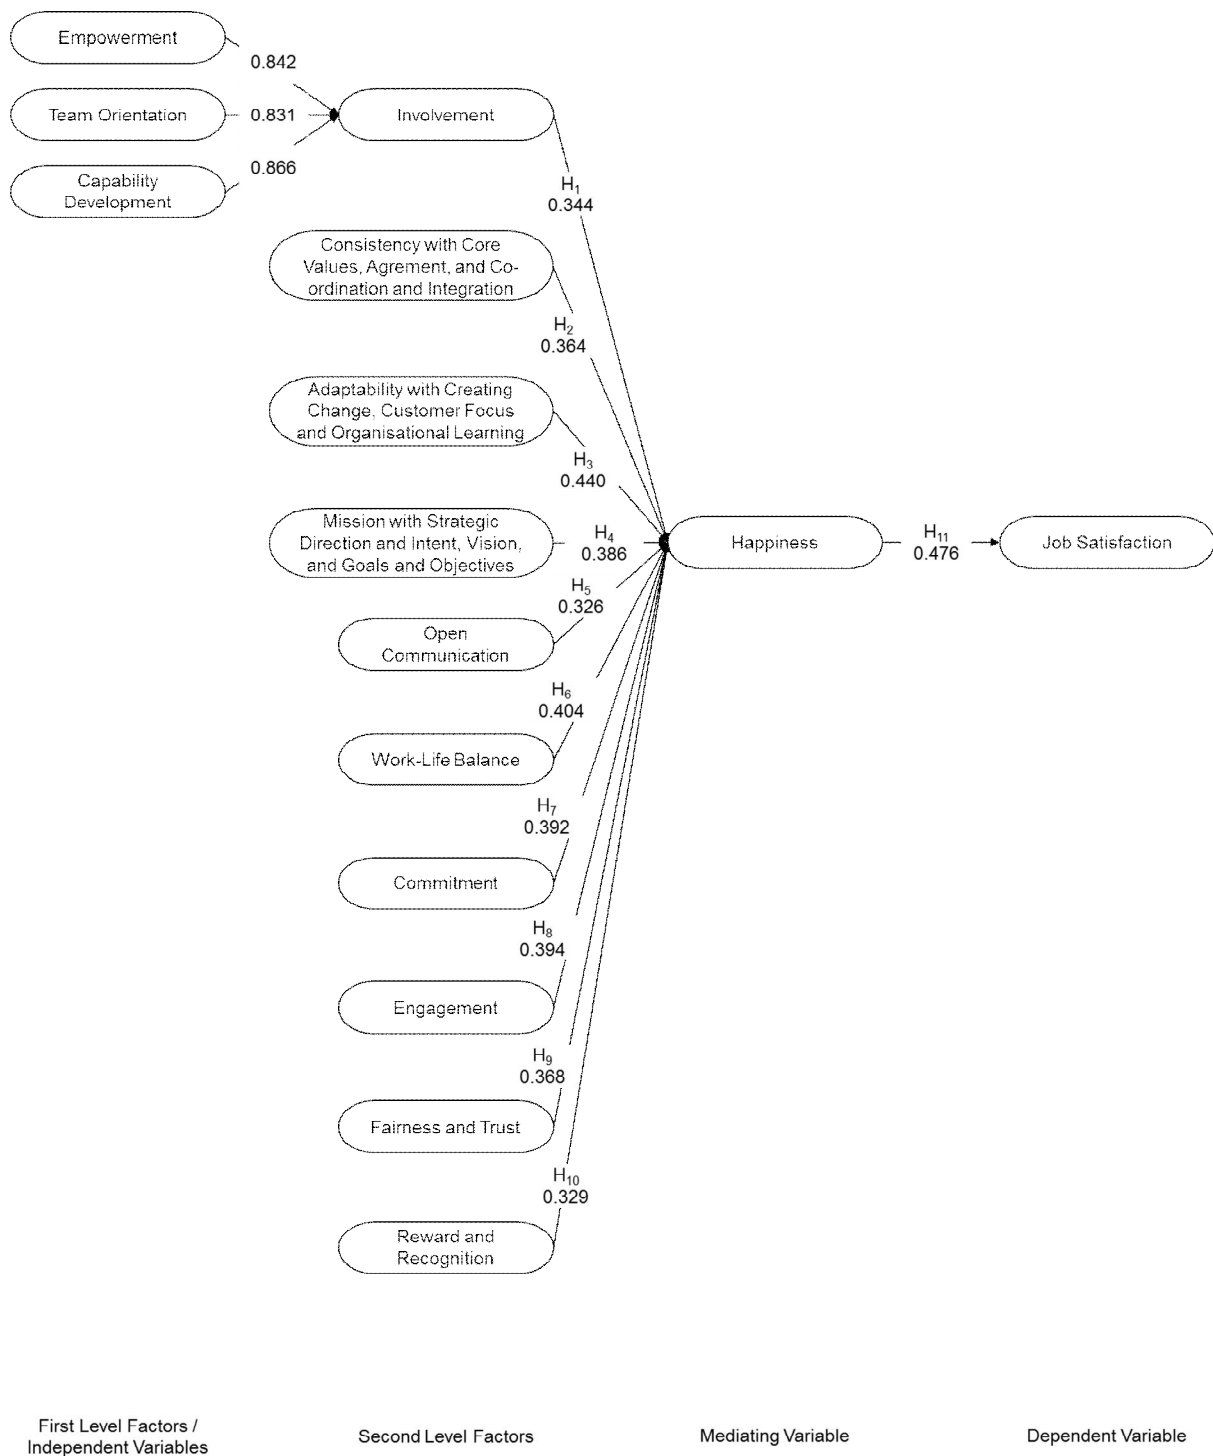 Empowerment
0.842
Team Orientation
0.831
Involvement
0.866
Capability
Development
H1
0.344
Consistency with Core
Values, Agrement, and Co-
ordination and Integration
H2
0.364
Adaptability with Creating
Change, Customer Focus
and Organisational Learning
H3
0.440
Mission with Strategic
Direction and Intent, Vision,
and Goals and Objectives
H4
0.386
Happiness
H11
0.476
Job Satisfaction
H5
0.326
Open
Communication
H6
0.404
Work-Life Balance
H7
0.392
Commitment
H8
0.394
Engagement
H9
0.368
Fairness and Trust
H10
0.329
Reward and
Recognition
First Level Factors /
Independent Variables
Second Level Factors
Mediating Variable
Dependent Variable